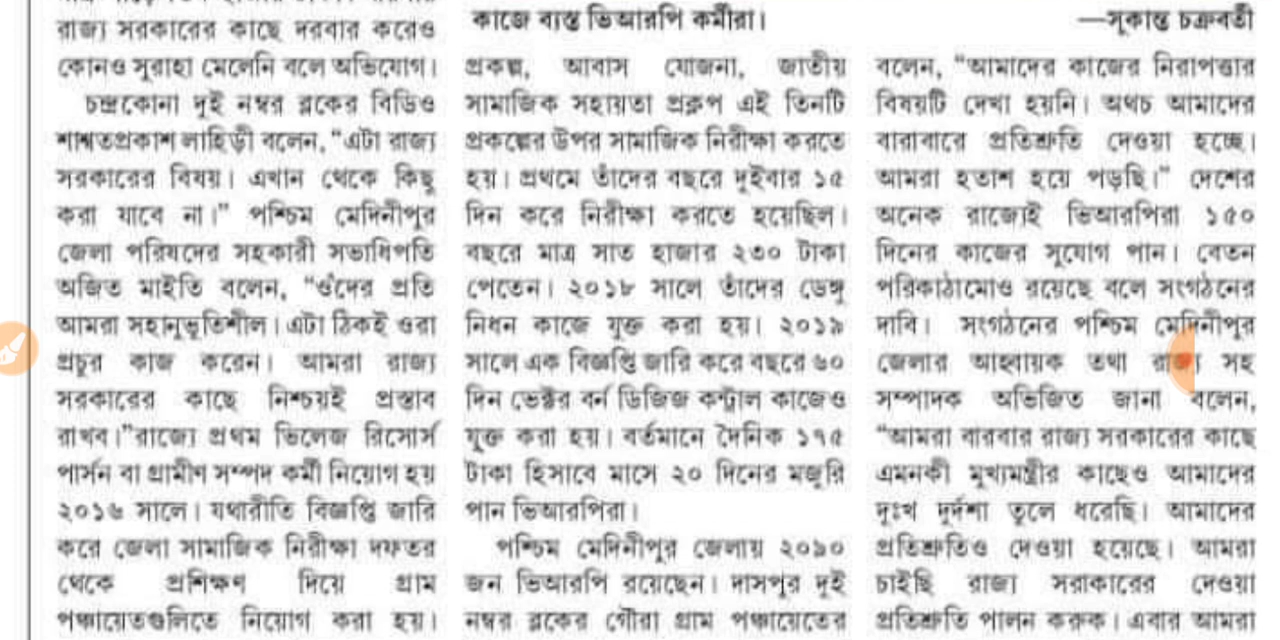 রাজ্য সরকারের কাছে দরবার করেও
কোনও সুরাহা মেলেনি বলে অভিযোগ।
চন্দ্রকোনা দুই নম্বর ব্লকের বিডিও
শাশ্বতপ্রকাশ লাহিড়ী বলেন, “এটা রাজ্য
সরকারের বিষয়। এখান থেকে কিছু
করা যাবে না।” পশ্চিম মেদিনীপুর
জেলা পরিষদের সহকারী সভাধিপতি
অজিত মাইতি বলেন, “ওঁদের প্রতি
আমরা সহানুভূতিশীল। এটা ঠিকই ওরা
প্রচুর কাজ করেন। আমরা রাজ্য
সরকারের কাছে নিশ্চয়ই প্রস্তাব
রাখব।”রাজ্যে প্রথম ভিলেজ রিসোর্স
পার্সন বা গ্রামীণ সম্পদ কর্মী নিয়োগ হয়
২০১৬ সালে। যথারীতি বিজ্ঞপ্তি জারি
করে জেলা সামাজিক নিরীক্ষা দফতর
থেকে প্রশিক্ষণ দিয়ে গ্রাম
পঞ্চায়েতগুলিতে নিয়োগ করা হয়।
কাজে ব্যস্ত ভিআরপি কর্মীরা।
—সুকান্ত চক্রবর্তী
প্রকল্প, আবাস যোজনা, জাতীয়
সামাজিক সহায়তা প্রক্লপ এই তিনটি
প্রকল্পের উপর সামাজিক নিরীক্ষা করতে
হয়। প্রথমে তাঁদের বছরে দুইবার ১৫
দিন করে নিরীক্ষা করতে হয়েছিল।
বছরে মাত্র সাত হাজার ২৩০ টাকা
পেতেন। ২০১৮ সালে তাঁদের ডেঙ্গু
নিধন কাজে যুক্ত করা হয়। ২০১৯
সালে এক বিজ্ঞপ্তি জারি করে বছরে ৬০
দিন ভেক্টর বর্ন ডিজিজ কন্ট্রাল কাজেও
যুক্ত করা হয়। বর্তমানে দৈনিক ১৭৫
টাকা হিসাবে মাসে ২০ দিনের মজুরি
পান ভিআরপিরা।
পশ্চিম মেদিনীপুর জেলায় ২০৯০
জন ভিআরপি রয়েছেন। দাসপুর দুই
নম্বর ব্লকের গৌরা গ্রাম পঞ্চায়েতের
বলেন, “আমাদের কাজের নিরাপত্তার
বিষয়টি দেখা হয়নি। অথচ আমাদের
বারাবারে প্রতিশ্রুতি দেওয়া হচ্ছে।
আমরা হতাশ হয়ে পড়ছি।” দেশের
অনেক রাজ্যেই ভিআরপিরা ১৫০
দিনের কাজের সুযোগ পান। বেতন
পরিকাঠামোও রয়েছে বলে সংগঠনের
দাবি। সংগঠনের পশ্চিম মেদিনীপুর
জেলার আহ্বায়ক তথা রাজ্য সহ
সম্পাদক অভিজিত জানা বলেন,
“আমরা বারবার রাজ্য সরকারের কাছে
এমনকী মুখ্যমন্ত্রীর কাছেও আমাদের
দুঃখ দুর্দশা তুলে ধরেছি। আমাদের
প্রতিশ্রুতিও দেওয়া হয়েছে। আমরা
চাইছি রাজ্য সরাকারের দেওয়া
প্রতিশ্রুতি পালন করুক। এবার আমরা